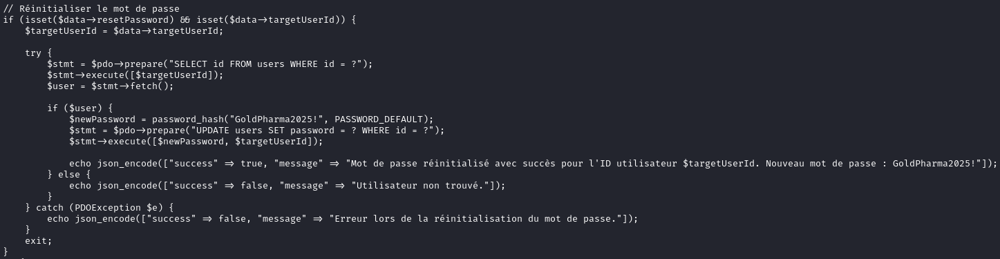 // Réinitialiser le mot de passe
if (isset($data->resetPassword) && isset($data->targetUserId)) {
    $targetUserId = $data->targetUserId;

    try {
        $stmt = $pdo->prepare("SELECT id FROM users WHERE id = ?");
        $stmt->execute([$targetUserId]);
        $user = $stmt->fetch();

        if ($user) {
            $newPassword = password_hash("GoldPharma2025!", PASSWORD_DEFAULT);
            $stmt = $pdo->prepare("UPDATE users SET password = ? WHERE id = ?");
            $stmt->execute([$newPassword, $targetUserId]);

            echo json_encode(["success" => true, "message" => "Mot de passe réinitialisé avec succès pour l'ID utilisateur $targetUserId. Nouveau mot de passe : GoldPharma2025!"]);
        } else {
            echo json_encode(["success" => false, "message" => "Utilisateur non trouvé."]);
        }
    } catch (PDOException $e) {
        echo json_encode(["success" => false, "message" => "Erreur lors de la réinitialisation du mot de passe."]);
    }
    exit;
}